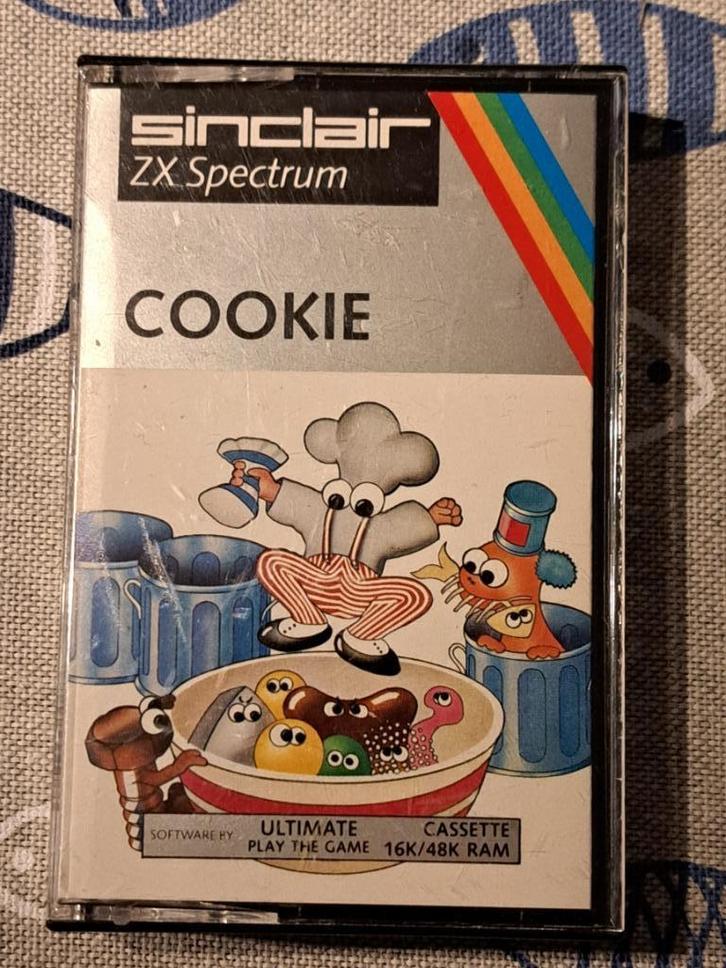 sinclair
ZX Spectrum
COOKIE
SOFTWARE BY ULTIMATE
PLAY THE GAME
CASSETTE
16K/48K RAM